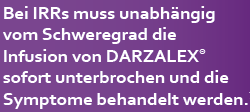 Bei IRRs muss unabhängig
vom Schweregrad die
Infusion von DARZALEX®
sofort unterbrochen und die
Symptome behandelt werden.